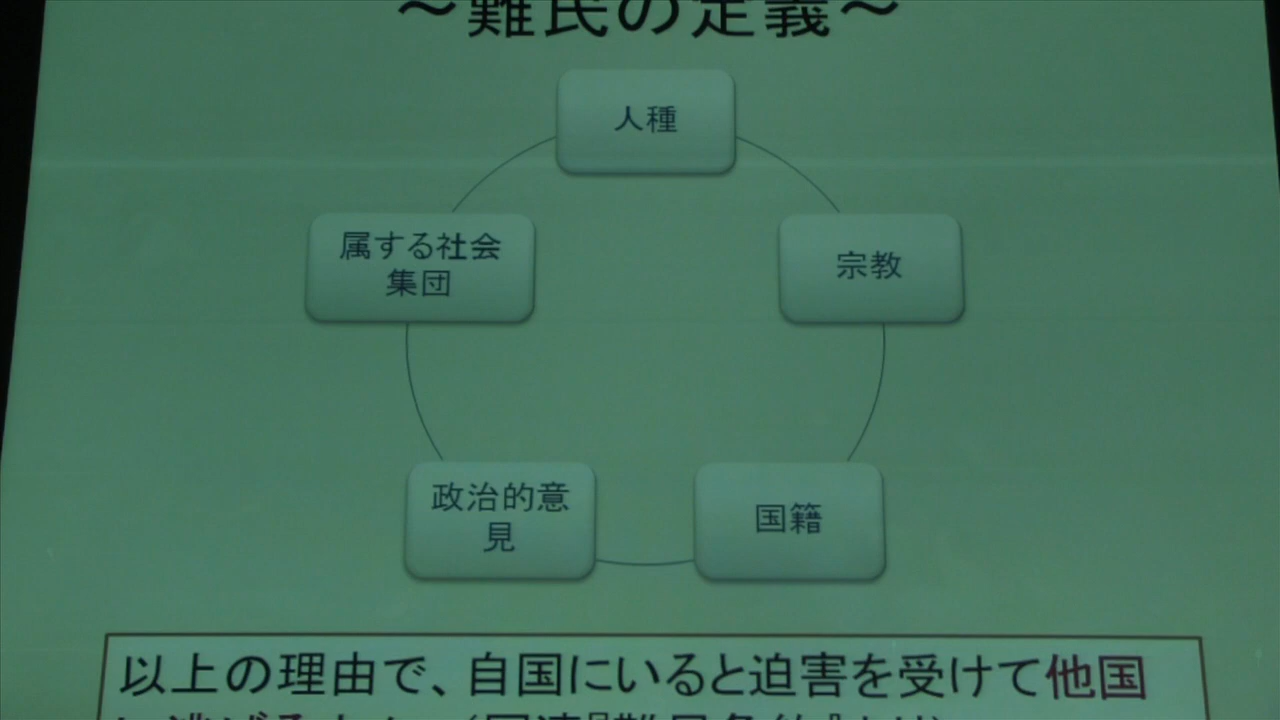 ～難民の定義～
人種
属する社会
集団
宗教
政治的意
見
国籍
以上の理由で、自国にいると迫害を受けて他国